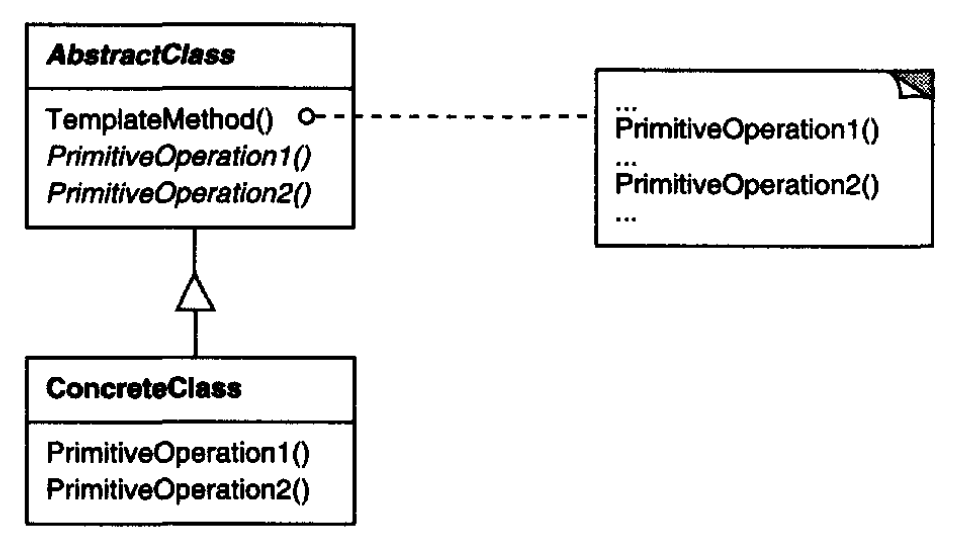 AbstractClass
TemplateMethod()
PrimitiveOperation1()
PrimitiveOperation2()
...
PrimitiveOperation1()
...
PrimitiveOperation2()
...
ConcreteClass
PrimitiveOperation1()
PrimitiveOperation2()